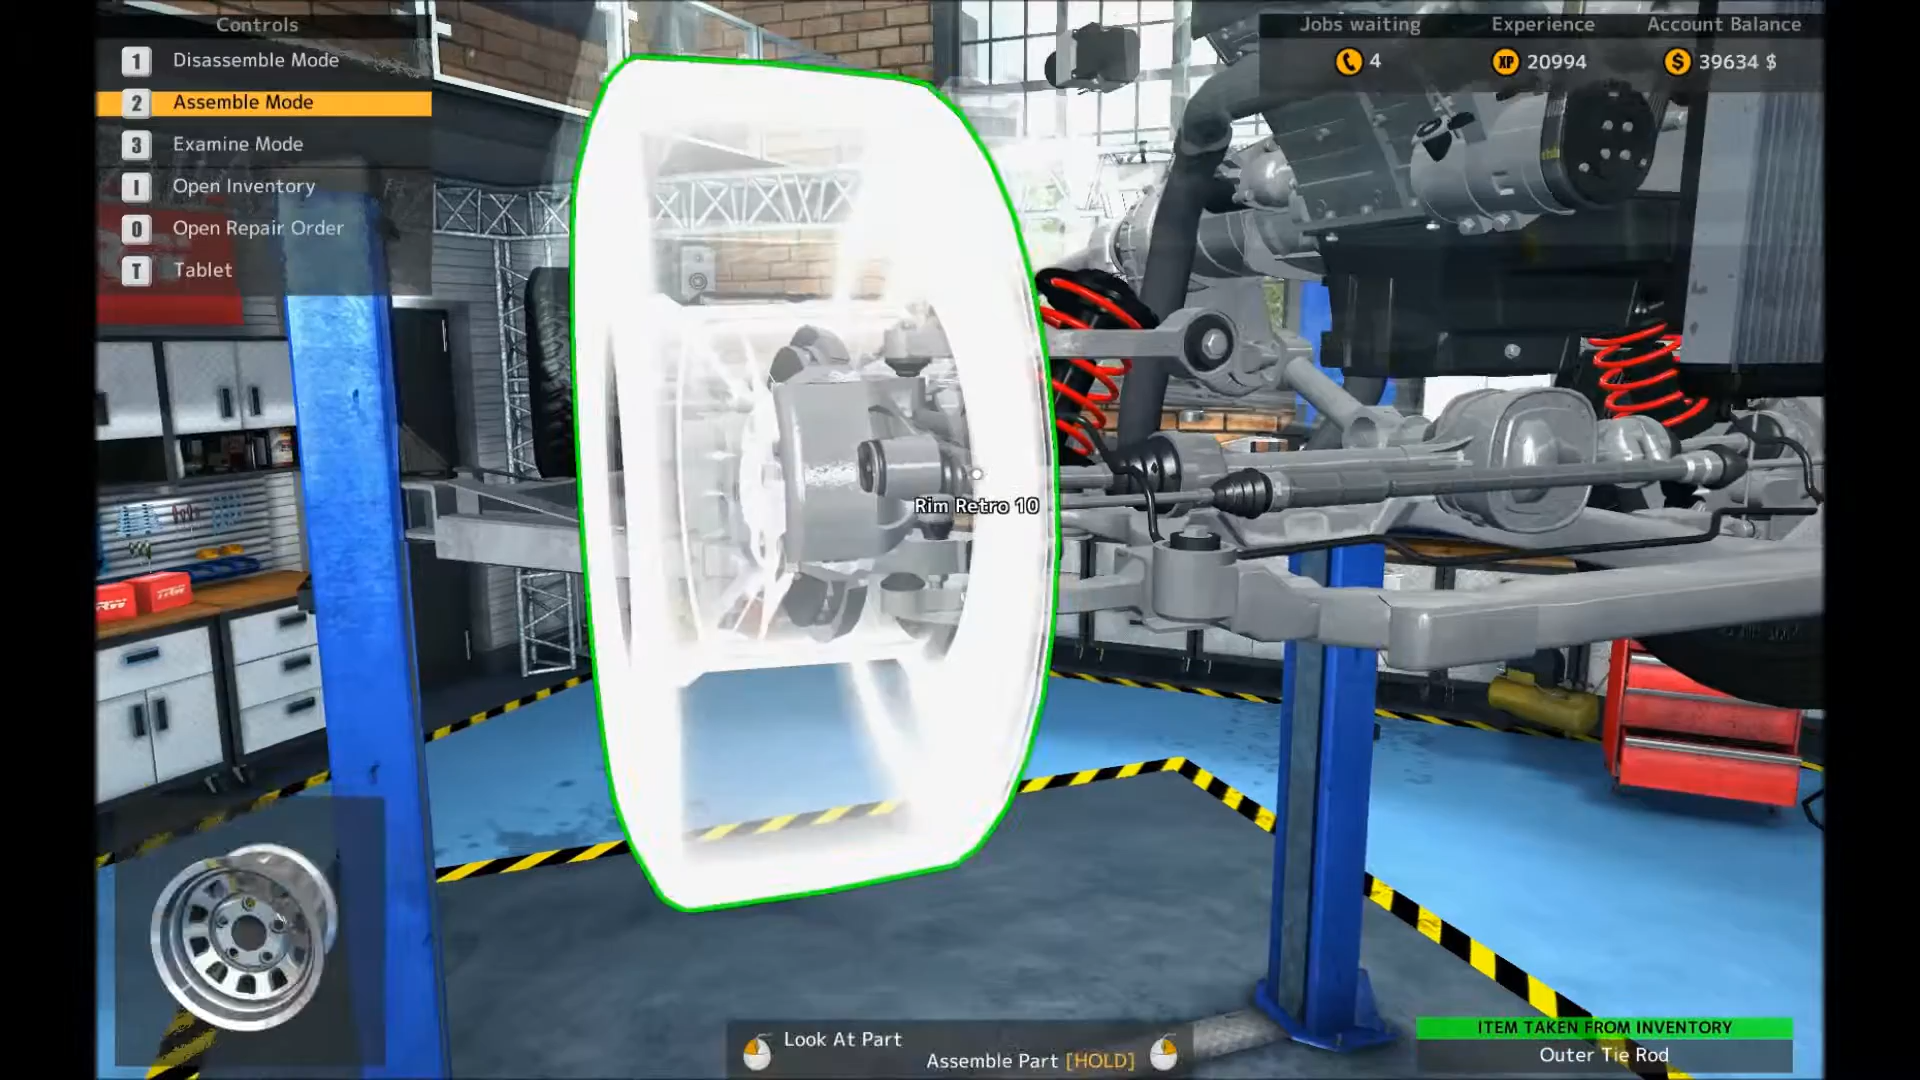 Controls
1 Disassemble Mode
2 Assemble Mode
3 Examine Mode
I Open Inventory
O Open Repair Order
T Tablet
Jobs waiting
4
Experience
XP 20994
Account Balance
$ 39634 $
Rim Retro 10
TRW
Look At Part
Assemble Part [HOLD]
ITEM TAKEN FROM INVENTORY
Outer Tie Rod